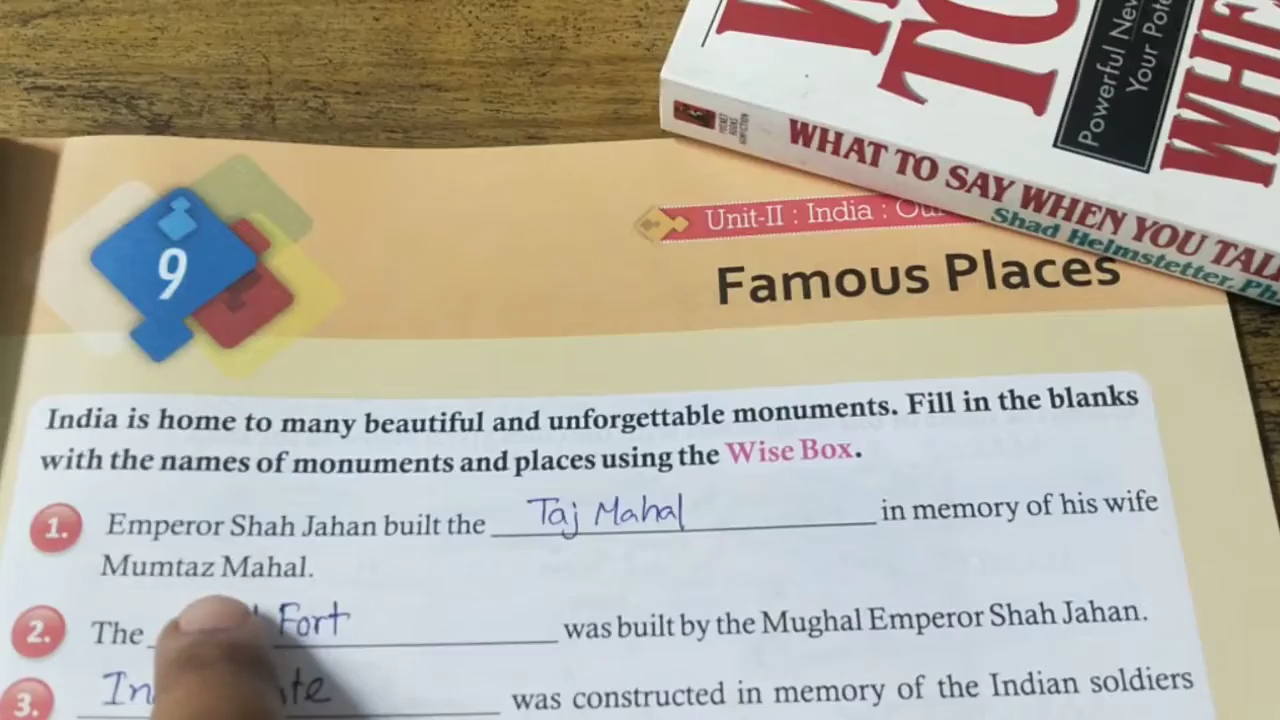 Powerful New
Your Pote
WHAT TO SAY WHEN YOU TAL
Shad Helmstetter, Ph
POCKET BOOKS NONFICTION
9
Unit-II : India : Ou
Famous Places
India is home to many beautiful and unforgettable monuments. Fill in the blanks
with the names of monuments and places using the Wise Box.
1. Emperor Shah Jahan built the Taj Mahal in memory of his wife
Mumtaz Mahal.
2. The Fort was built by the Mughal Emperor Shah Jahan.
3. was constructed in memory of the Indian soldiers